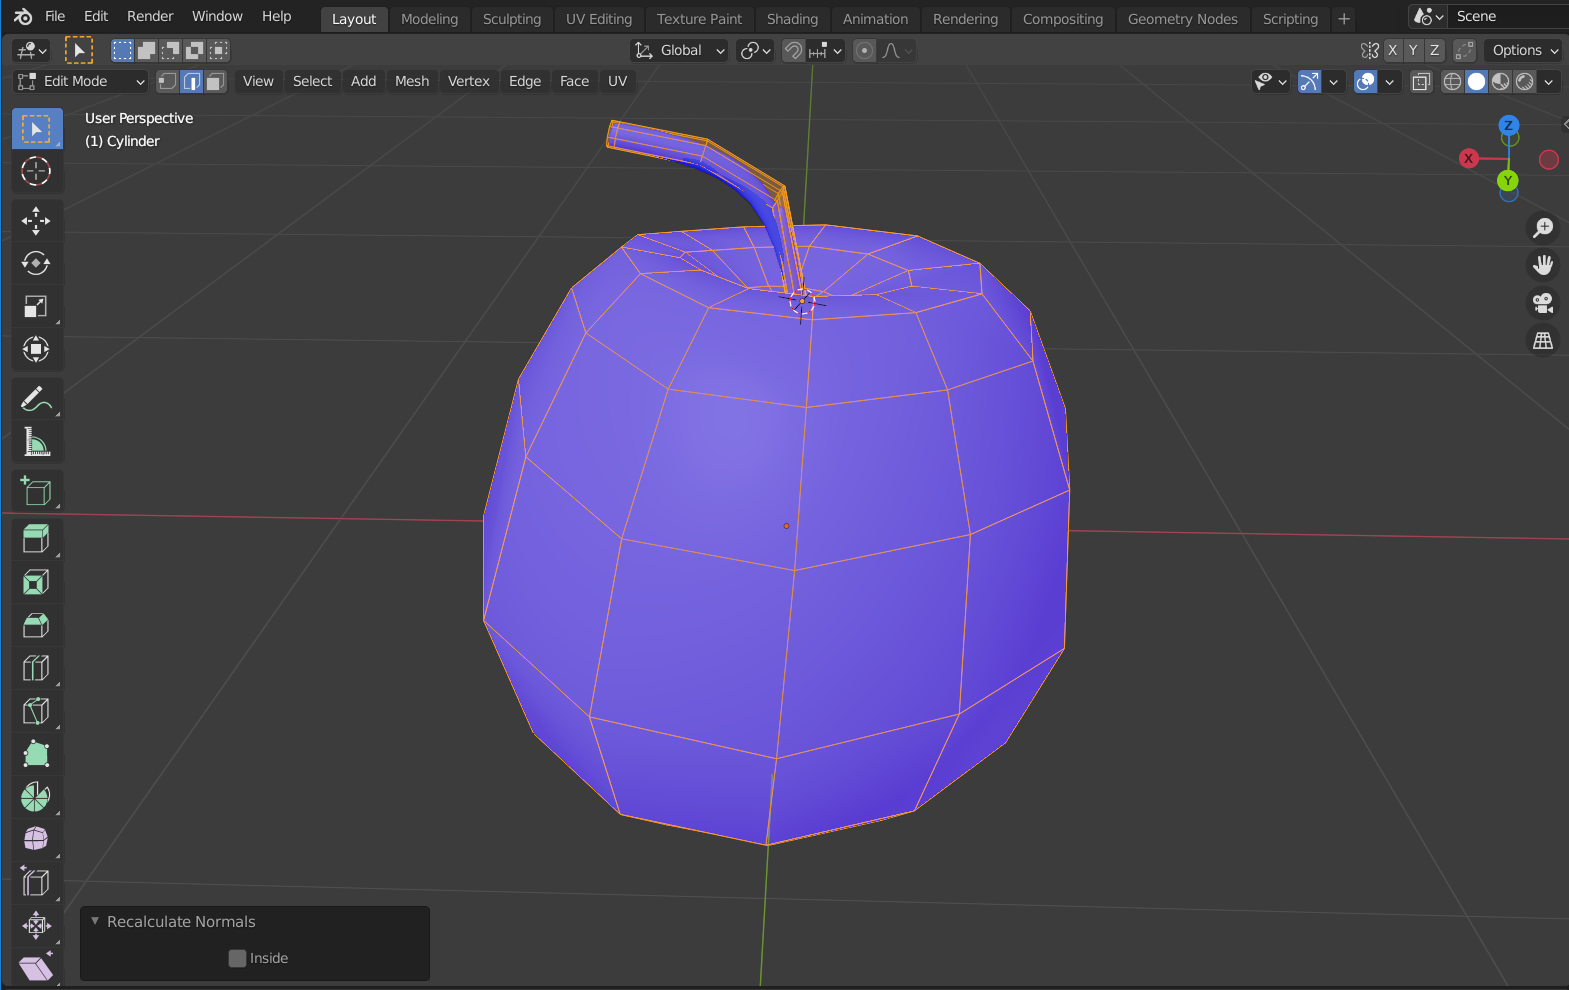 File Edit Render Window Help Layout Modeling Sculpting UV Editing Texture Paint Shading Animation Rendering Compositing Geometry Nodes Scripting + Scene
Global X Y Z Options
Edit Mode View Select Add Mesh Vertex Edge Face UV
User Perspective
(1) Cylinder
Z
X
Y
Recalculate Normals
Inside